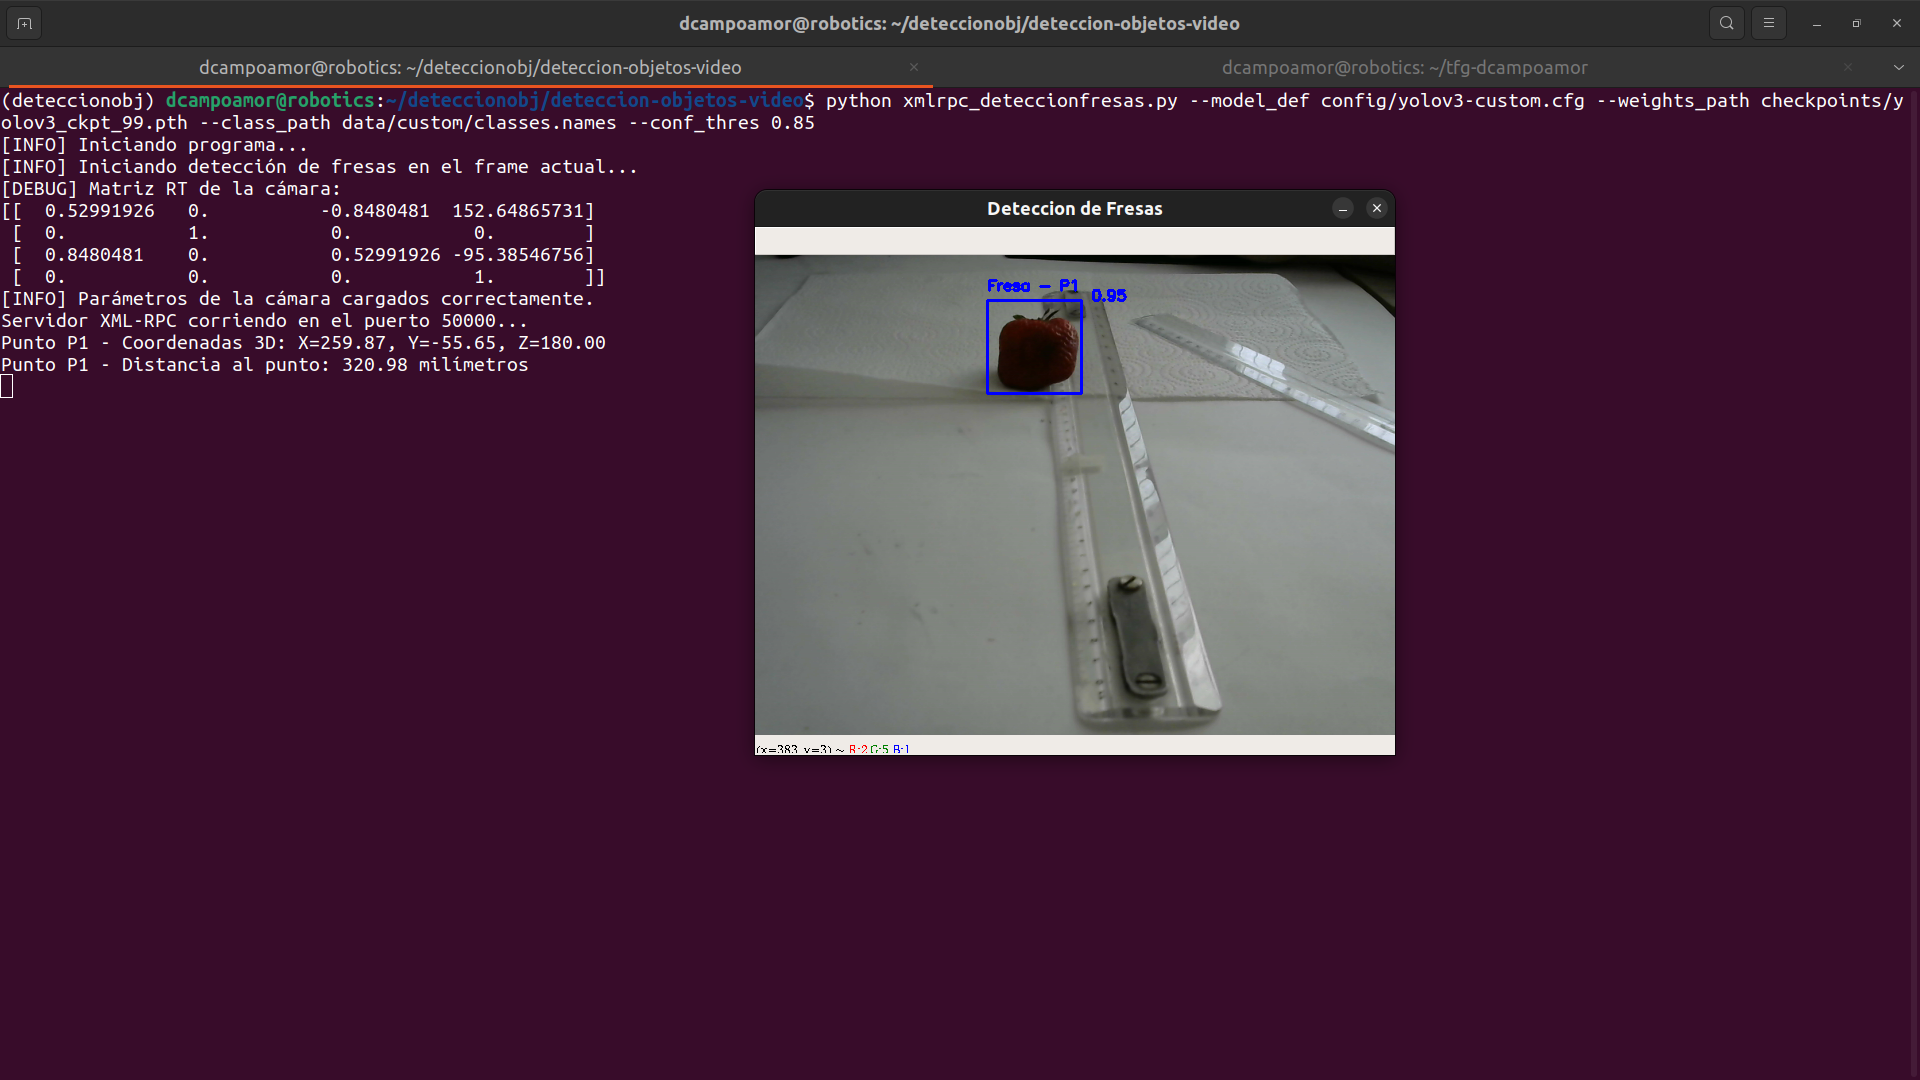 dcampoamor@robotics: ~/deteccionobj/deteccion-objetos-video
dcampoamor@robotics: ~/deteccionobj/deteccion-objetos-video
dcampoamor@robotics: ~/tfg-dcampoamor
(deteccionobj) dcampoamor@robotics:~/deteccionobj/deteccion-objetos-video$ python xmlrpc_deteccionfresas.py --model_def config/yolov3-custom.cfg --weights_path checkpoints/y
olov3_ckpt_99.pth --class_path data/custom/classes.names --conf_thres 0.85
[INFO] Iniciando programa...
[INFO] Iniciando detección de fresas en el frame actual...
[DEBUG] Matriz RT de la cámara:
[[  0.52991926   0.          -0.8480481  152.64865731]
 [  0.           1.           0.           0.        ]
 [  0.8480481    0.           0.52991926 -95.38546756]
 [  0.           0.           0.           1.        ]]
[INFO] Parámetros de la cámara cargados correctamente.
Servidor XML-RPC corriendo en el puerto 50000...
Punto P1 - Coordenadas 3D: X=259.87, Y=-55.65, Z=180.00
Punto P1 - Distancia al punto: 320.98 milímetros
Deteccion de Fresas
Fresa - P1
0.95
(x=383, y=3) ~ R:2 G:5 B:1